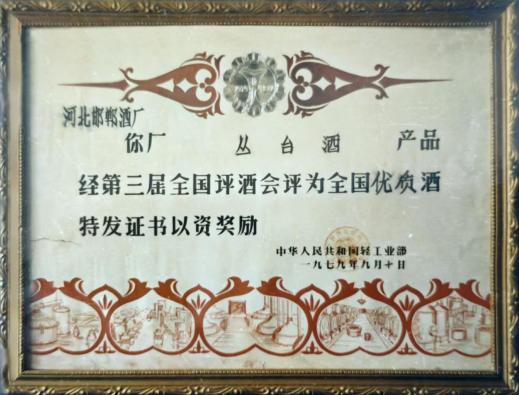 河北邯郸酒厂
你厂 丛台酒 产品
经第三届全国评酒会评为全国优质酒
特发证书以资奖励
中华人民共和国轻工业部
一九七九年九月十日